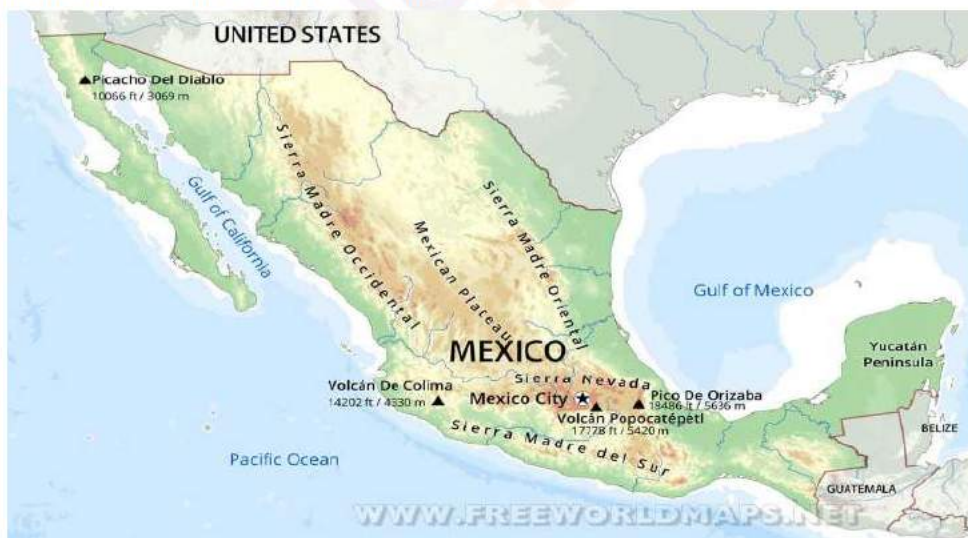 UNITED STATES
Picacho Del Diablo
10066 ft / 3069 m
Sierra Madre Occidental
Gulf of California
Mexican Placeau
Sierra Madre Oriental
Gulf of Mexico
MEXICO
Yucatán
Peninsula
Sierra Nevada
Volcán De Colima
14202 ft / 4330 m
Mexico City
Pico De Orizaba
18486 ft / 5636 m
Volcán Popocatépetl
17778 ft / 5420 m
Sierra Madre del Sur
BELIZE
Pacific Ocean
GUATEMALA
WWW.FREEWORLDMAPS.NET